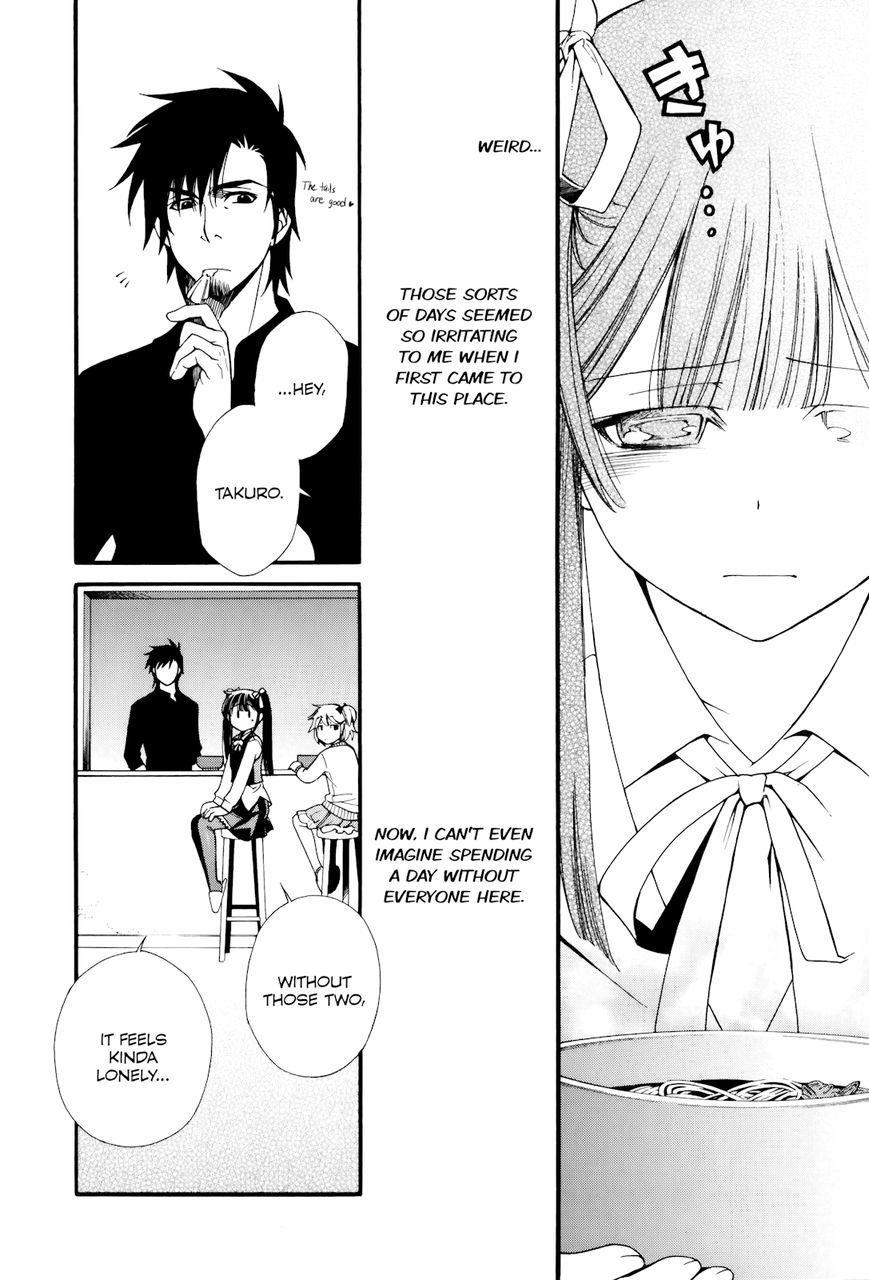 きゅ...
WEIRD...
THOSE SORTS
OF DAYS SEEMED
SO IRRITATING
TO ME WHEN I
FIRST CAME TO
THIS PLACE.
NOW, I CAN'T EVEN
IMAGINE SPENDING
A DAY WITHOUT
EVERYONE HERE.
The tails
are good♥
...HEY,
TAKURO.
WITHOUT
THOSE TWO,
IT FEELS
KINDA
LONELY...